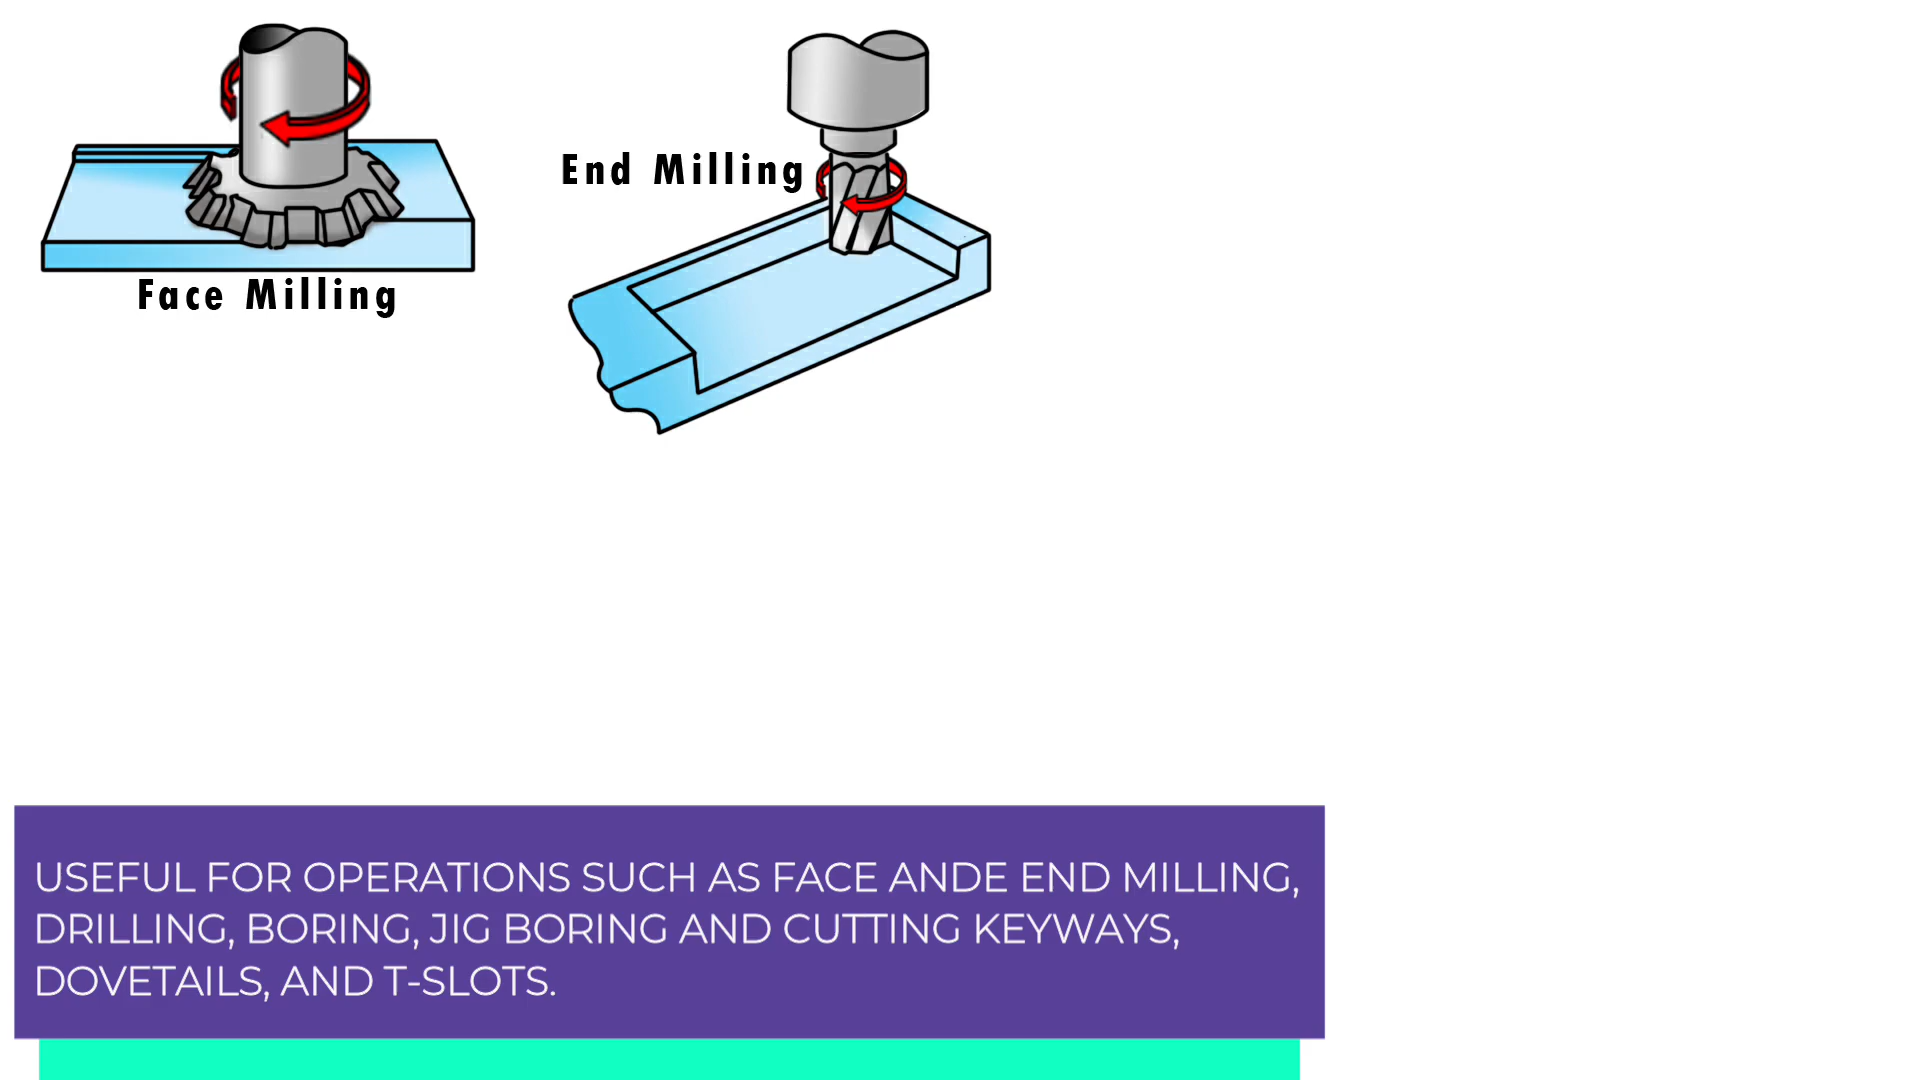 End Milling
Face Milling
USEFUL FOR OPERATIONS SUCH AS FACE ANDE END MILLING,
DRILLING, BORING, JIG BORING AND CUTTING KEYWAYS,
DOVETAILS, AND T-SLOTS.